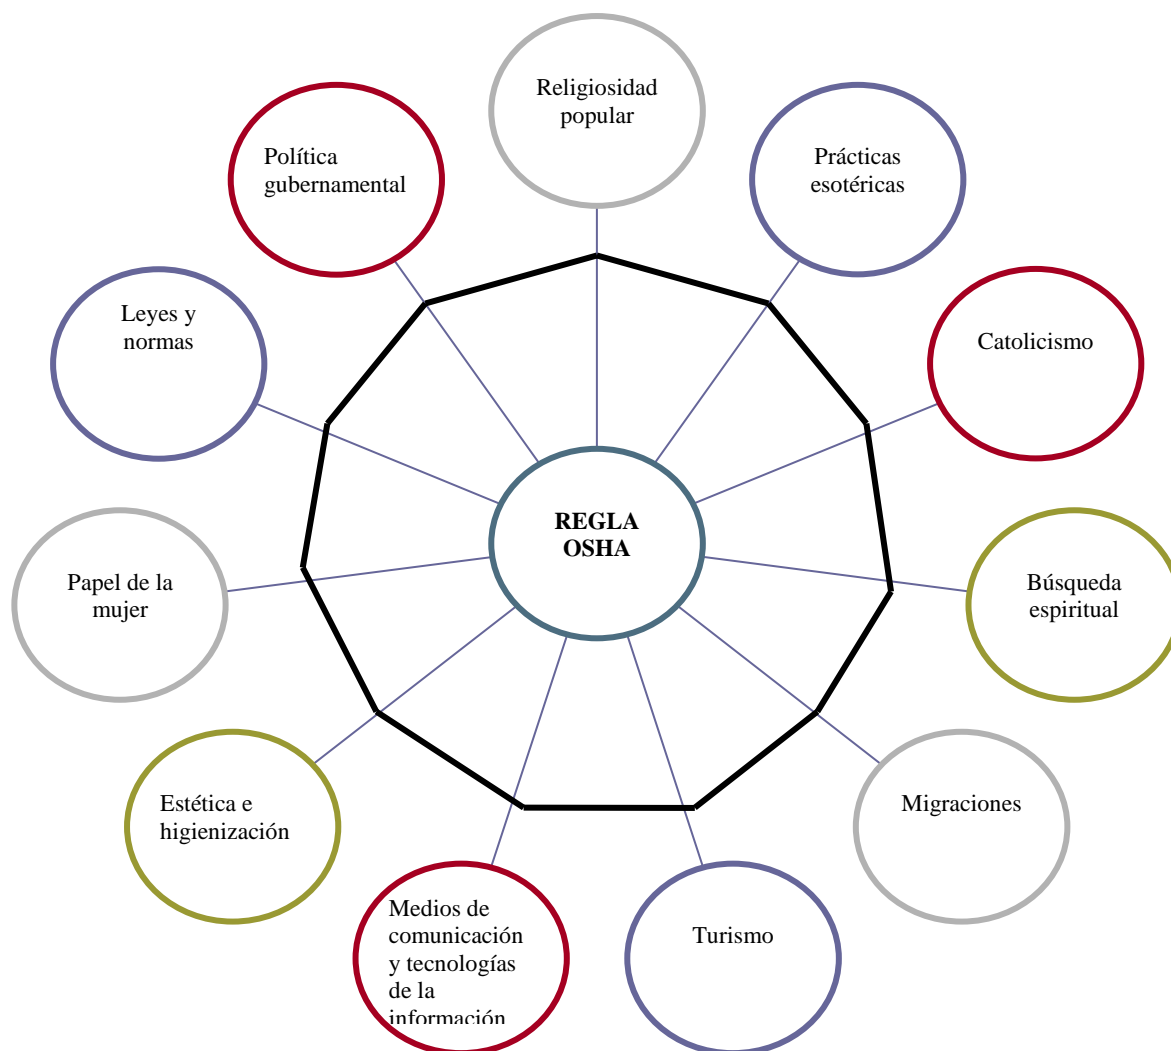 Religiosidad
popular
Prácticas
esotéricas
Catolicismo
Búsqueda
espiritual
Migraciones
Turismo
Medios de
comunicación
y tecnologías
de la
información
Estética e
higienización
Papel de la
mujer
Leyes y
normas
Política
gubernamental
REGLA
OSHA